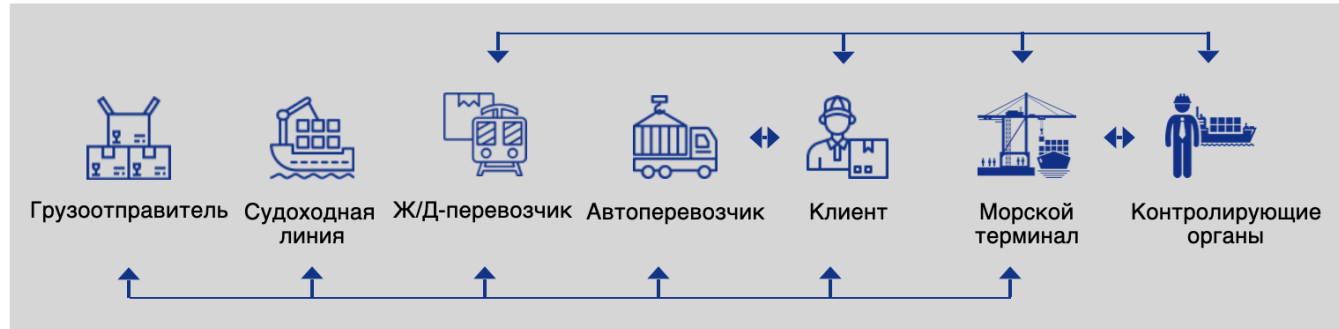 Грузоотправитель
Судоходная
линия
Ж/Д-перевозчик
Автоперевозчик
Клиент
Морской
терминал
Контролирующие
органы